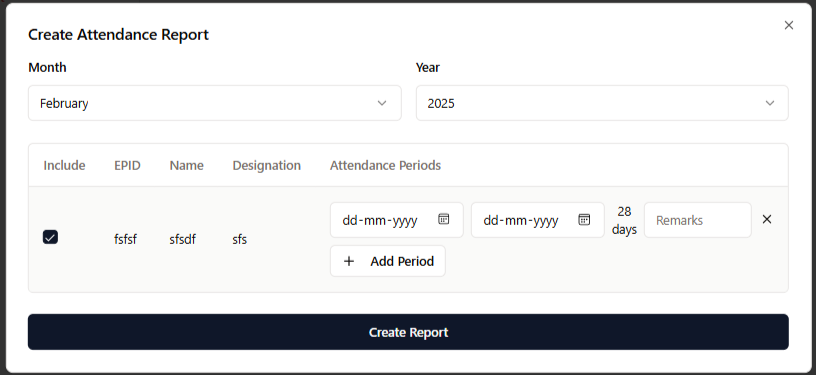 Create Attendance Report
Month
Year
February
2025
Include EPID Name Designation Attendance Periods
fsfsf sfsdf sfs
dd-mm-yyyy dd-mm-yyyy 28 days Remarks
+ Add Period
Create Report